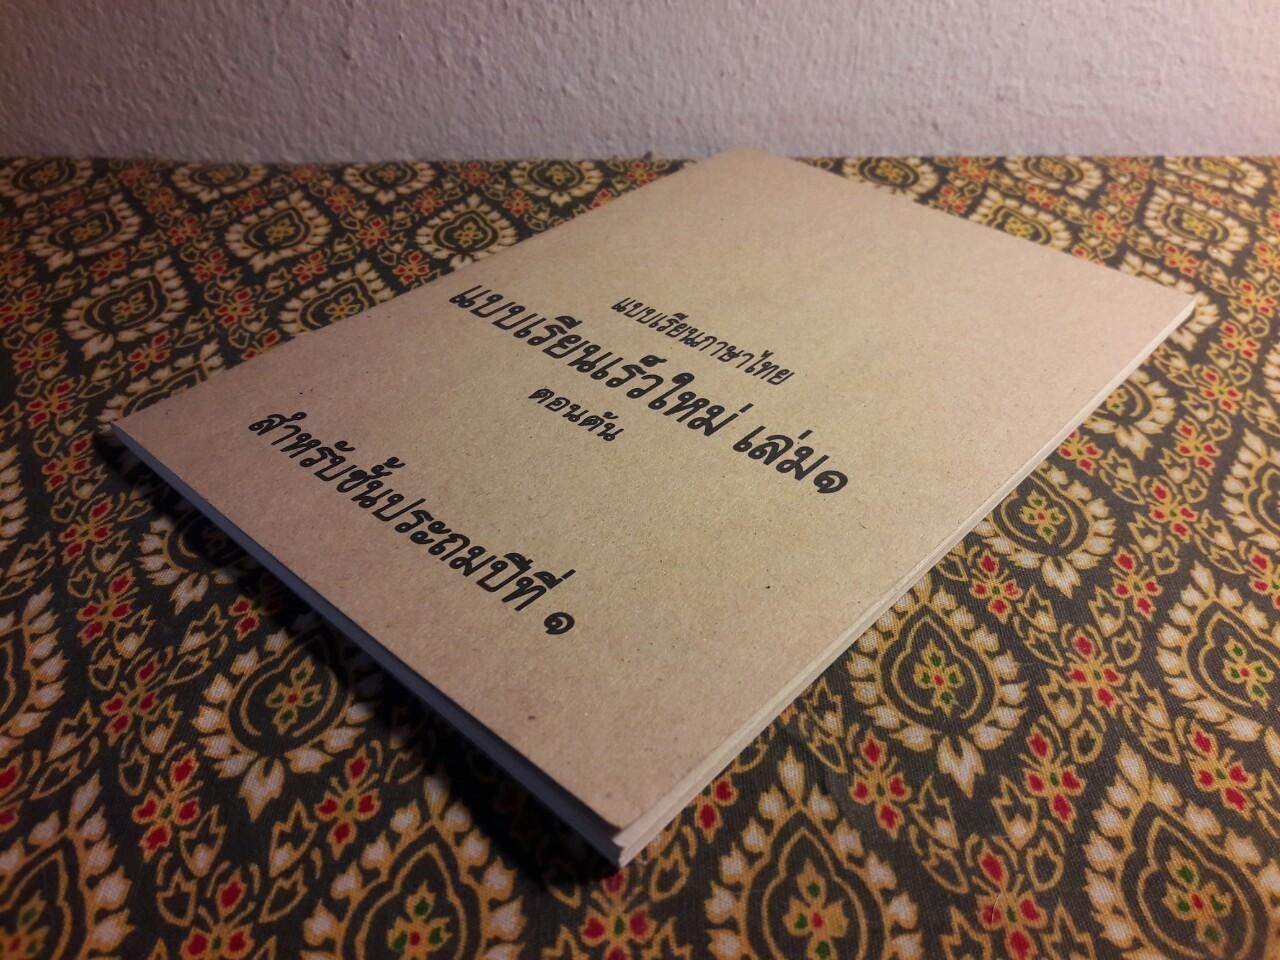 แบบเรียนภาษาไทย
แบบเรียนเร็วใหม่ เล่ม๑
ตอนต้น
สำหรับชั้นประถมปีที่ ๑